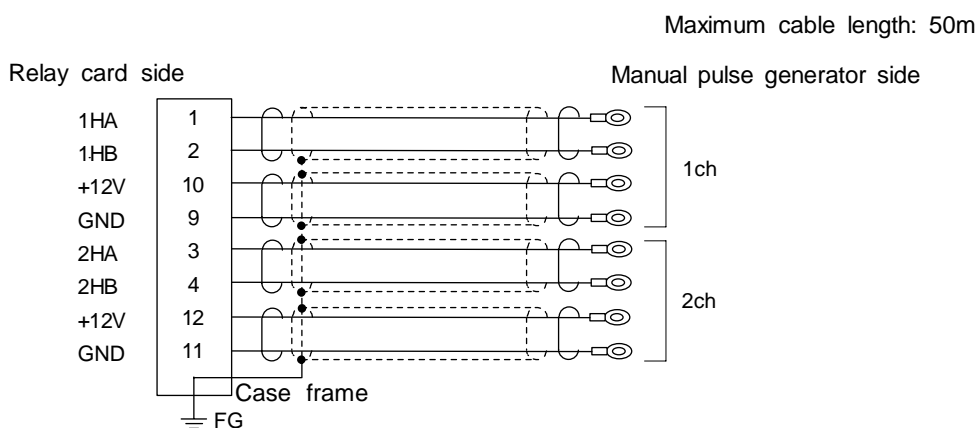 Maximum cable length: 50m
Relay card side Manual pulse generator side
1HA 1
1HB 2
1ch
+12V 10
GND 9
2HA 3
2HB 4
2ch
+12V 12
GND 11
Case frame
FG